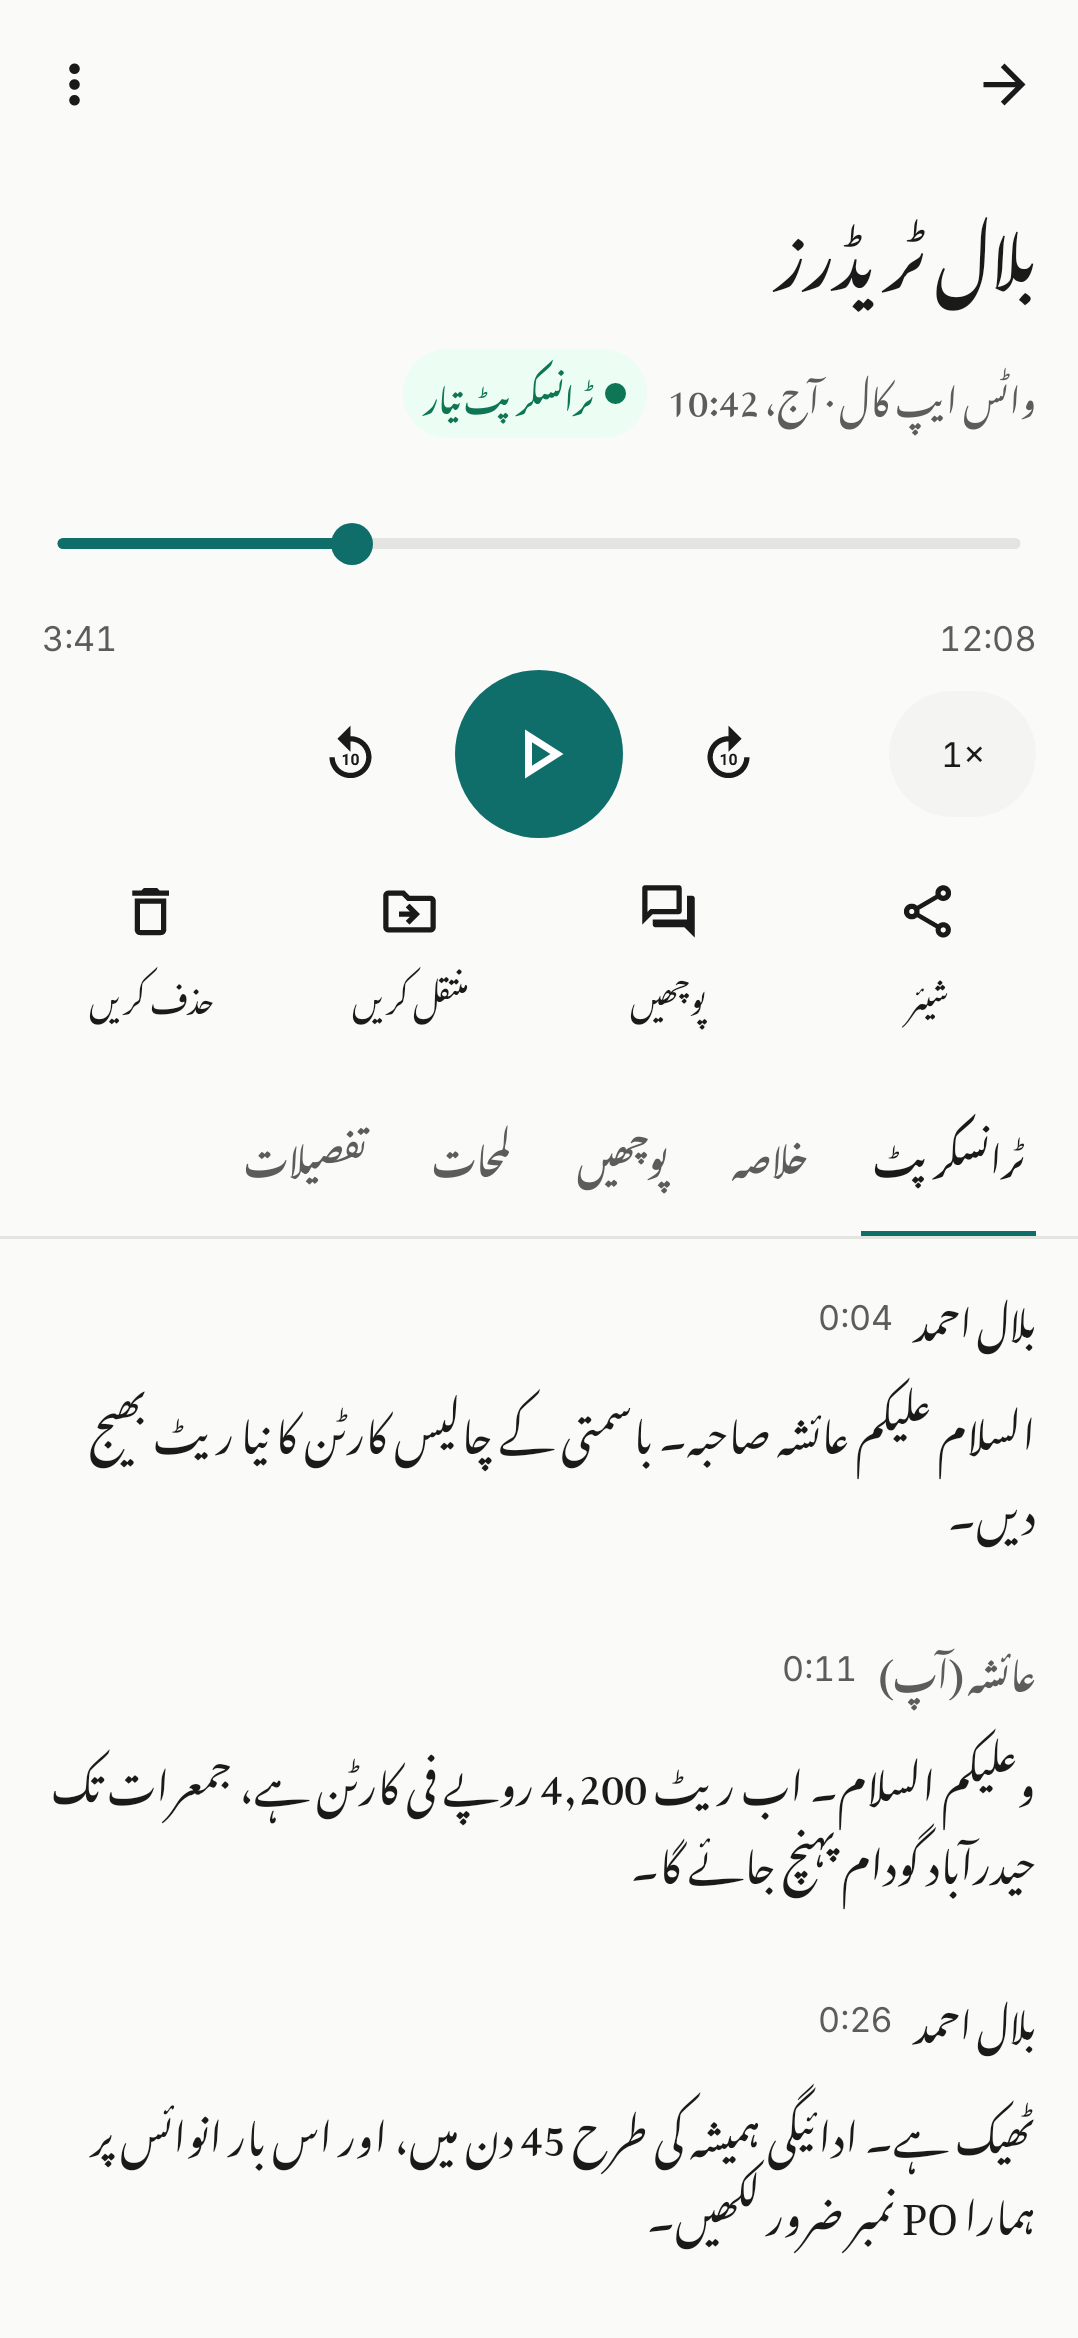 بلال ٹریڈرز
واٹس ایپ کال · آج، 10:42
ٹرانسکرپٹ تیار
3:41
12:08
10
10
1×
شیئر
پوچھیں
منتقل کریں
حذف کریں
ٹرانسکرپٹ
خلاصہ
پوچھیں
لمحات
تفصیلات
بلال احمد 0:04
السلام علیکم عائشہ صاحبہ۔ باسمتی کے چالیس کارٹن کا نیا ریٹ بھیج
دیں۔
عائشہ (آپ) 0:11
وعلیکم السلام۔ اب ریٹ 4,200 روپے فی کارٹن ہے، جمعرات تک
حیدرآباد گودام پہنچ جائے گا۔
بلال احمد 0:26
ٹھیک ہے۔ ادائیگی ہمیشہ کی طرح 45 دن میں، اور اس بار انوائس پر
ہمارا PO نمبر ضرور لکھیں۔